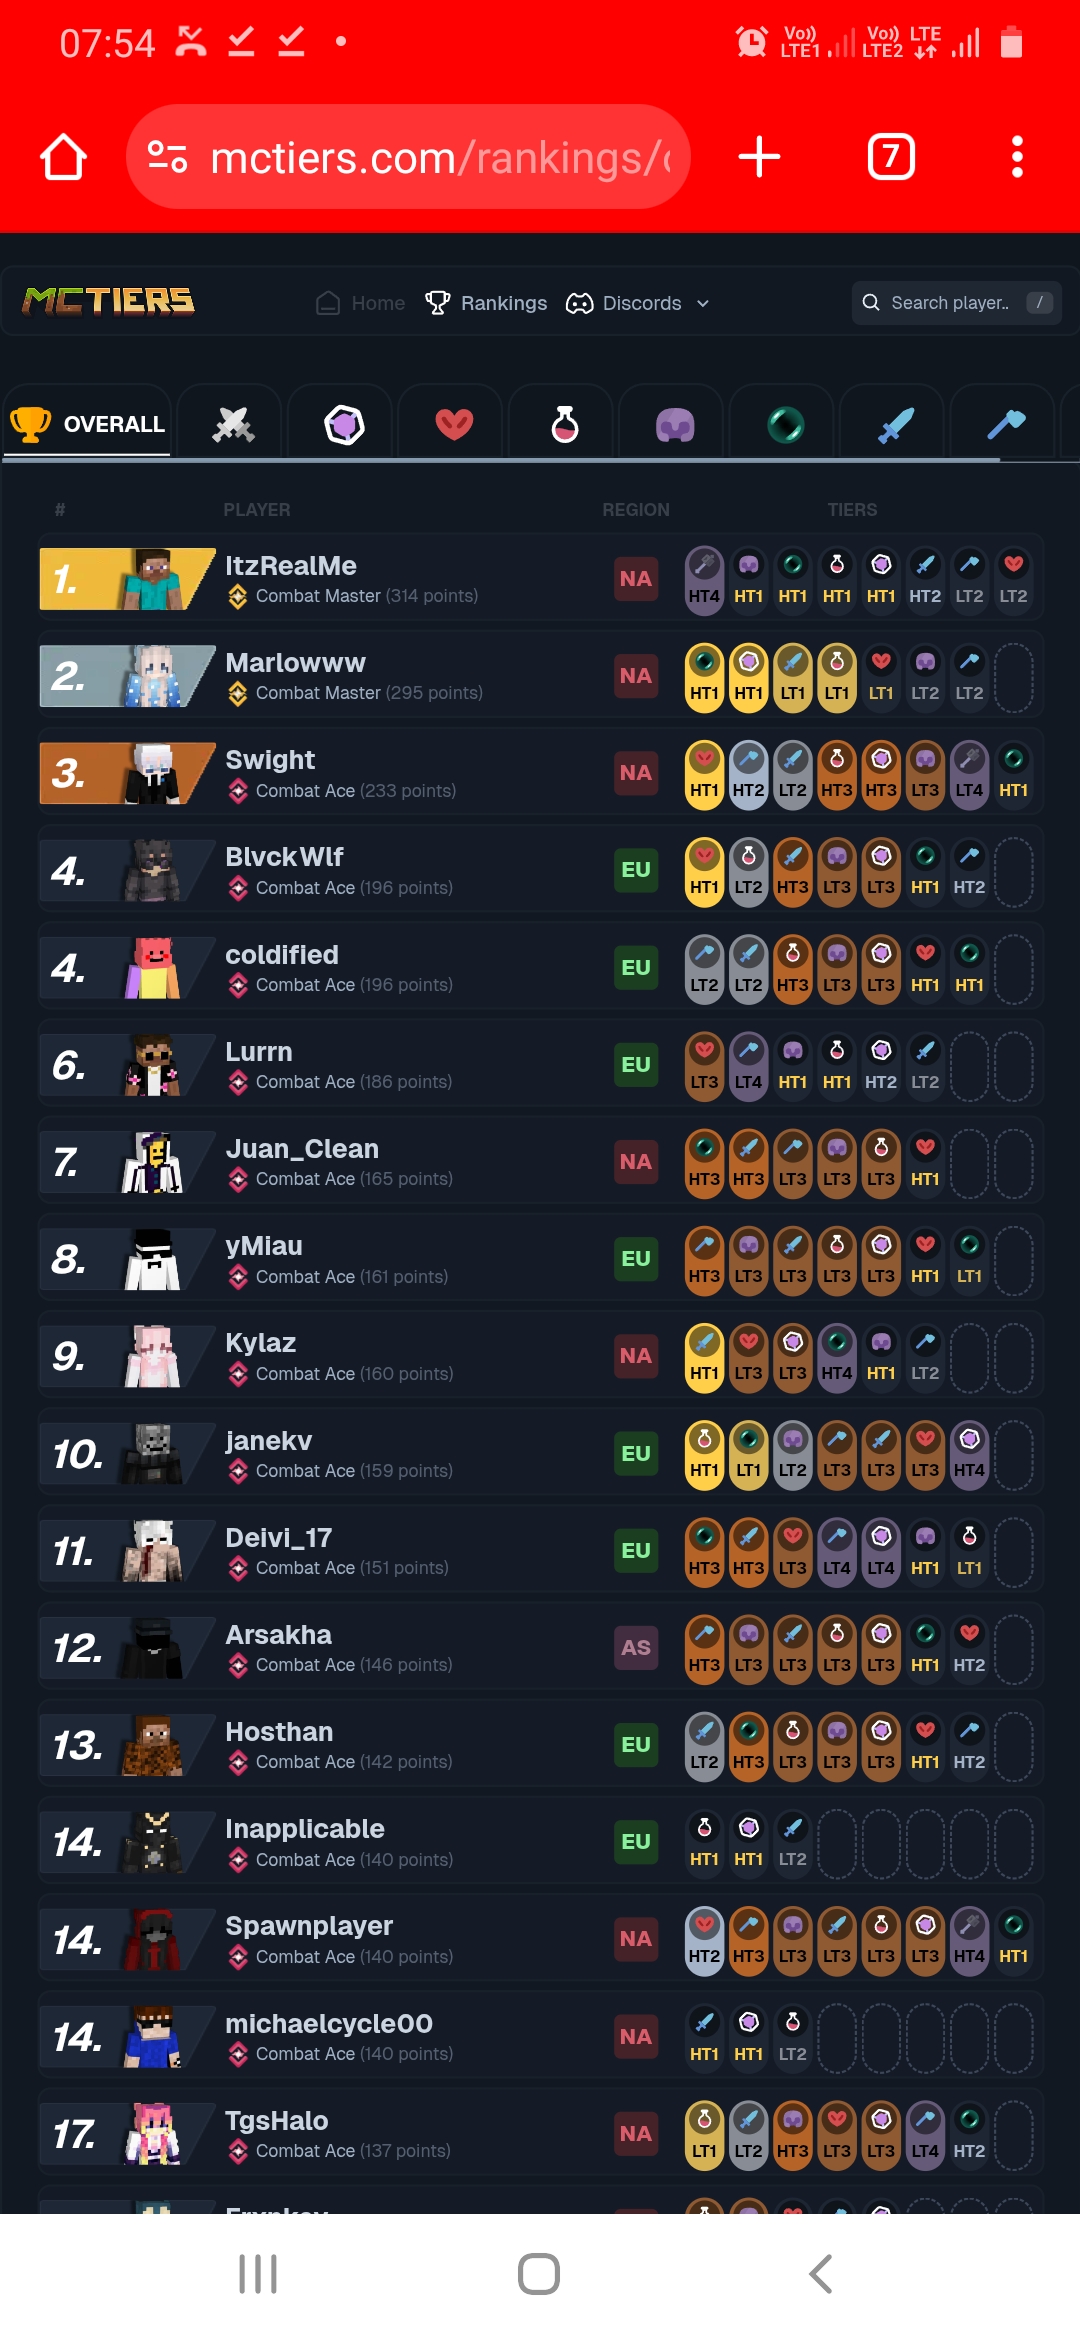 07:54
Vo)) LTE1 Vo)) LTE2 LTE
mctiers.com/rankings/
7
MCTIERS Home Rankings Discords Search player.. /
OVERALL
# PLAYER REGION TIERS
1. ItzRealMe NA HT4 HT1 HT1 HT1 HT1 HT2 LT2 LT2
Combat Master (314 points)
2. Marlowww NA HT1 HT1 LT1 LT1 LT1 LT2 LT2
Combat Master (295 points)
3. Swight NA HT1 HT2 LT2 HT3 HT3 LT3 LT4 HT1
Combat Ace (233 points)
4. BlvckWlf EU HT1 LT2 HT3 LT3 LT3 HT1 HT2
Combat Ace (196 points)
4. coldified EU LT2 LT2 HT3 LT3 LT3 HT1 HT1
Combat Ace (196 points)
6. Lurrn EU LT3 LT4 HT1 HT1 HT2 LT2
Combat Ace (186 points)
7. Juan_Clean NA HT3 HT3 LT3 LT3 LT3 HT1
Combat Ace (165 points)
8. yMiau EU HT3 LT3 LT3 LT3 LT3 HT1 LT1
Combat Ace (161 points)
9. Kylaz NA HT1 LT3 LT3 HT4 HT1 LT2
Combat Ace (160 points)
10. janekv EU HT1 LT1 LT2 LT3 LT3 LT3 HT4
Combat Ace (159 points)
11. Deivi_17 EU HT3 HT3 LT3 LT4 LT4 HT1 LT1
Combat Ace (151 points)
12. Arsakha AS HT3 LT3 LT3 LT3 LT3 HT1 HT2
Combat Ace (146 points)
13. Hosthan EU LT2 HT3 LT3 LT3 LT3 HT1 HT2
Combat Ace (142 points)
14. Inapplicable EU HT1 HT1 LT2
Combat Ace (140 points)
14. Spawnplayer NA HT2 HT3 LT3 LT3 LT3 LT3 HT4 HT1
Combat Ace (140 points)
14. michaelcycle00 NA HT1 HT1 LT2
Combat Ace (140 points)
17. TgsHalo NA LT1 LT2 HT3 LT3 LT3 LT4 HT2
Combat Ace (137 points)